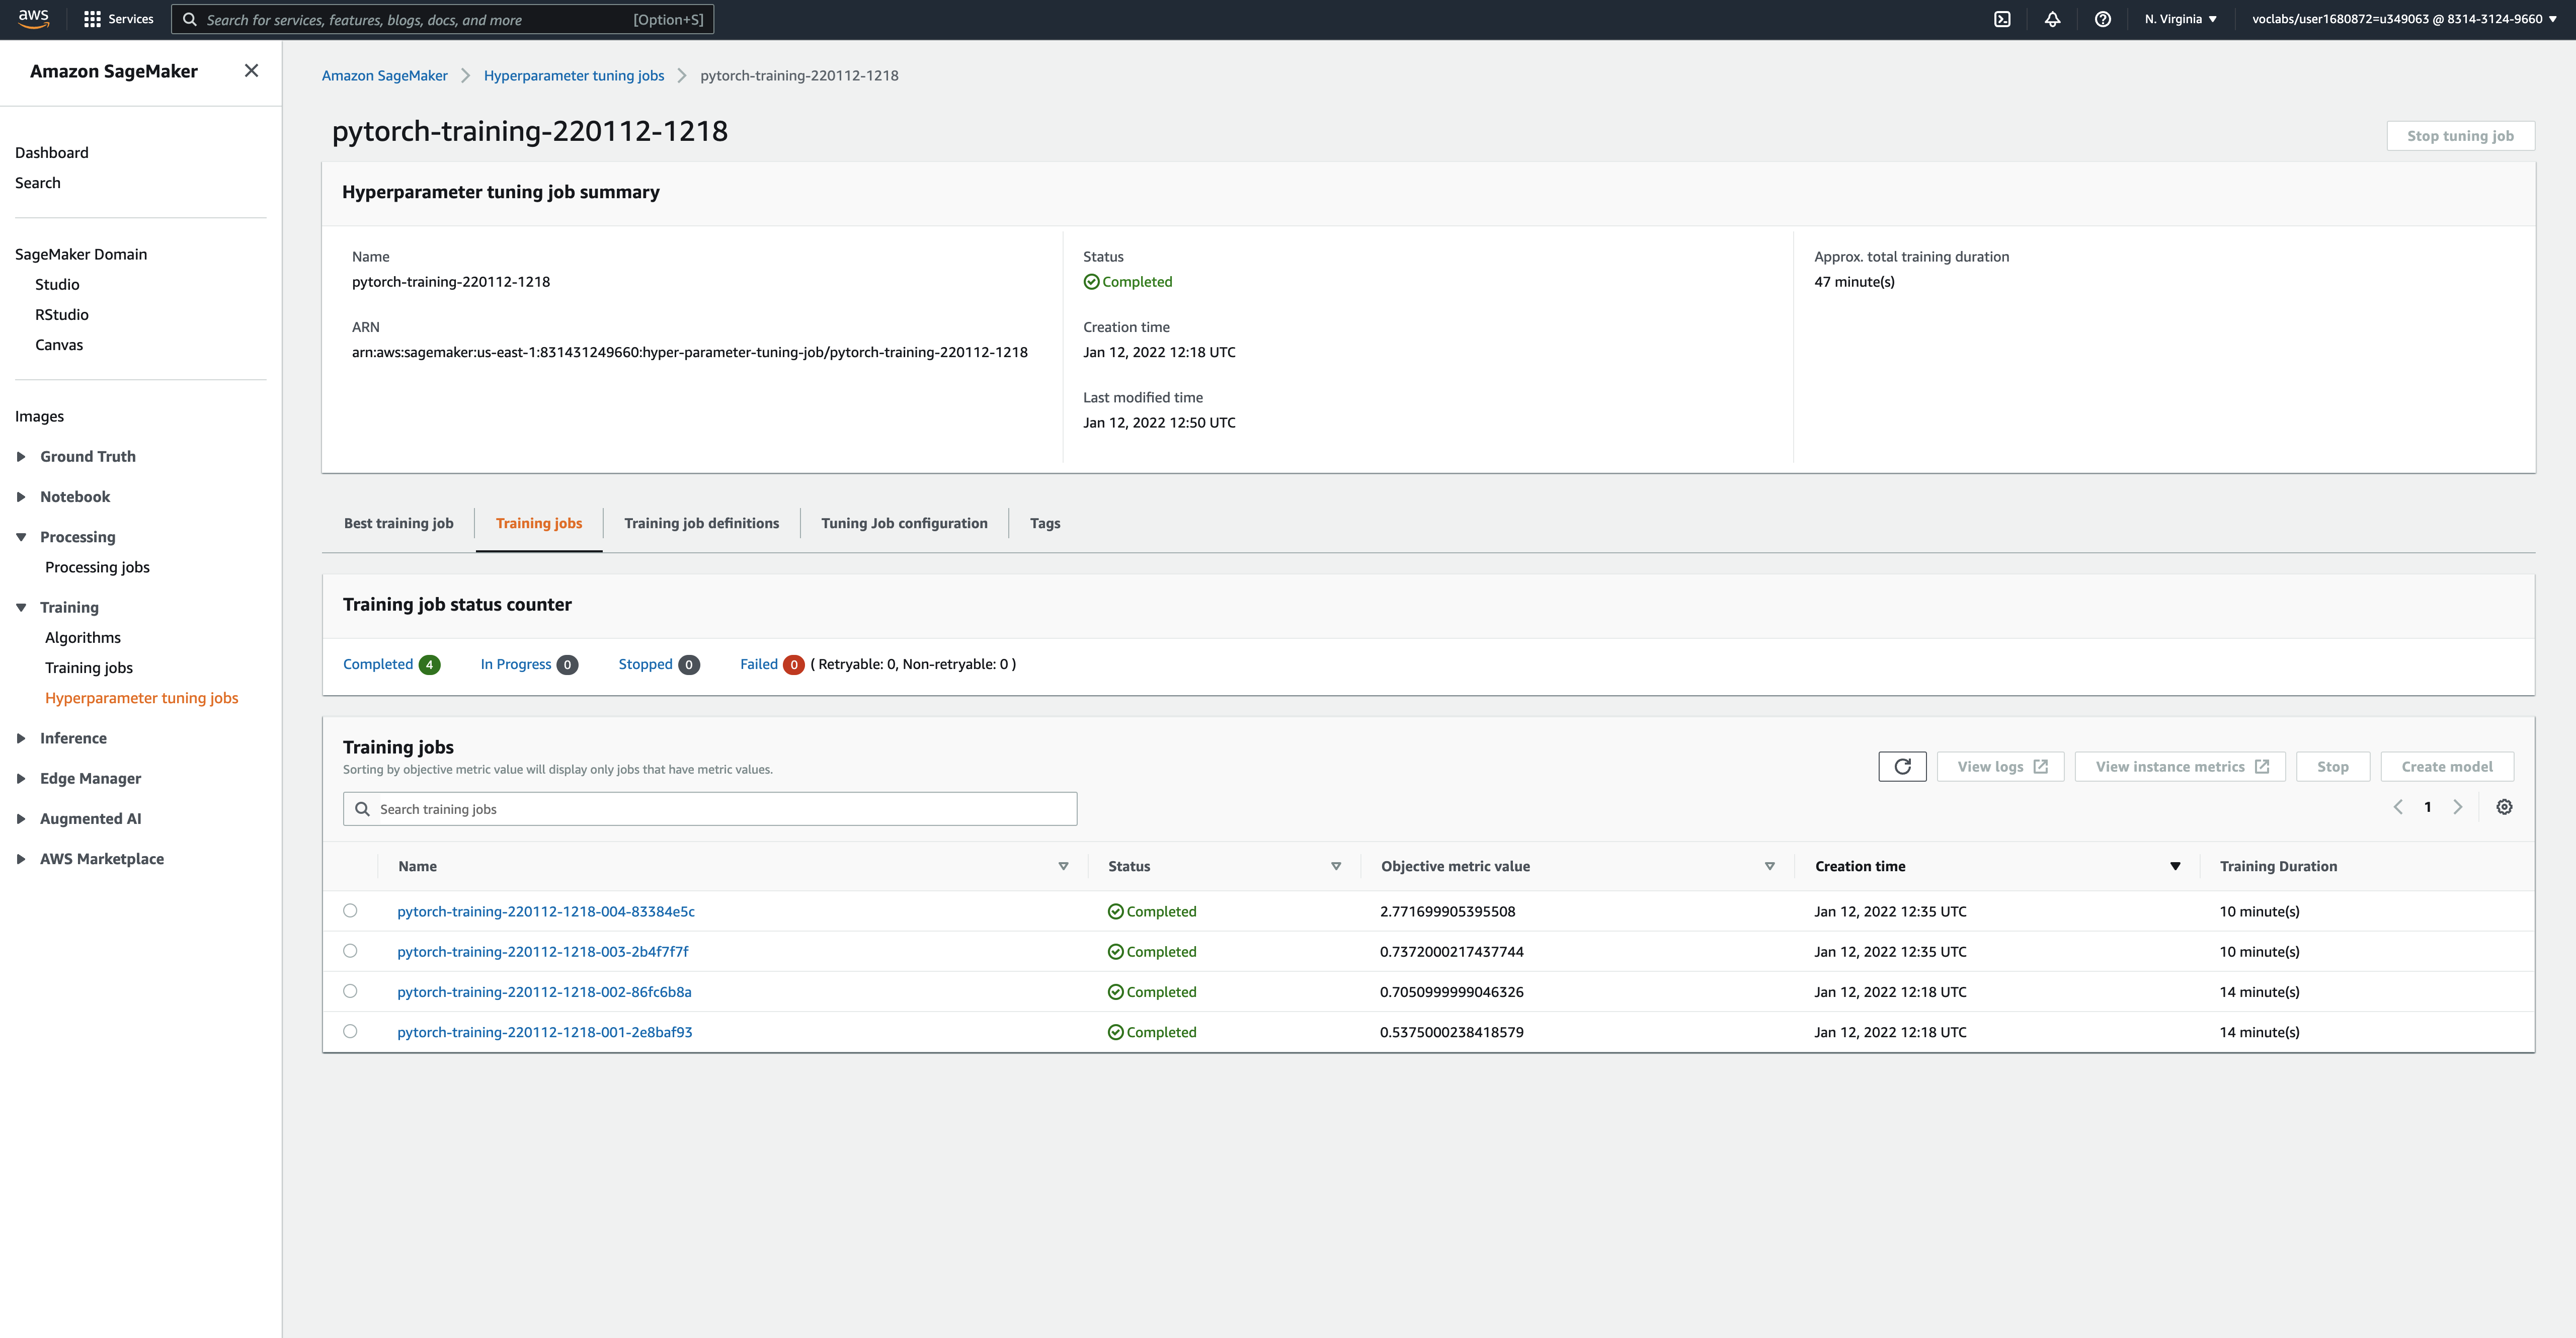 aws
Services
Search for services, features, blogs, docs, and more
[Option+S]
N. Virginia
voclabs/user1680872=u349063 @ 8314-3124-9660
Amazon SageMaker
Dashboard
Search
SageMaker Domain
Studio
RStudio
Canvas
Images
Ground Truth
Notebook
Processing
Processing jobs
Training
Algorithms
Training jobs
Hyperparameter tuning jobs
Inference
Edge Manager
Augmented AI
AWS Marketplace
Amazon SageMaker > Hyperparameter tuning jobs > pytorch-training-220112-1218
pytorch-training-220112-1218
Stop tuning job
Hyperparameter tuning job summary
Name
pytorch-training-220112-1218
ARN
arn:aws:sagemaker:us-east-1:831431249660:hyper-parameter-tuning-job/pytorch-training-220112-1218
Status
Completed
Creation time
Jan 12, 2022 12:18 UTC
Last modified time
Jan 12, 2022 12:50 UTC
Approx. total training duration
47 minute(s)
Best training job Training jobs Training job definitions Tuning Job configuration Tags
Training job status counter
Completed 4 In Progress 0 Stopped 0 Failed 0 ( Retryable: 0, Non-retryable: 0 )
Training jobs
Sorting by objective metric value will display only jobs that have metric values.
View logs View instance metrics Stop Create model
Search training jobs
1
Name Status Objective metric value Creation time Training Duration
pytorch-training-220112-1218-004-83384e5c Completed 2.771699905395508 Jan 12, 2022 12:35 UTC 10 minute(s)
pytorch-training-220112-1218-003-2b4f7f7f Completed 0.7372000217437744 Jan 12, 2022 12:35 UTC 10 minute(s)
pytorch-training-220112-1218-002-86fc6b8a Completed 0.7050999999046326 Jan 12, 2022 12:18 UTC 14 minute(s)
pytorch-training-220112-1218-001-2e8baf93 Completed 0.5375000238418579 Jan 12, 2022 12:18 UTC 14 minute(s)